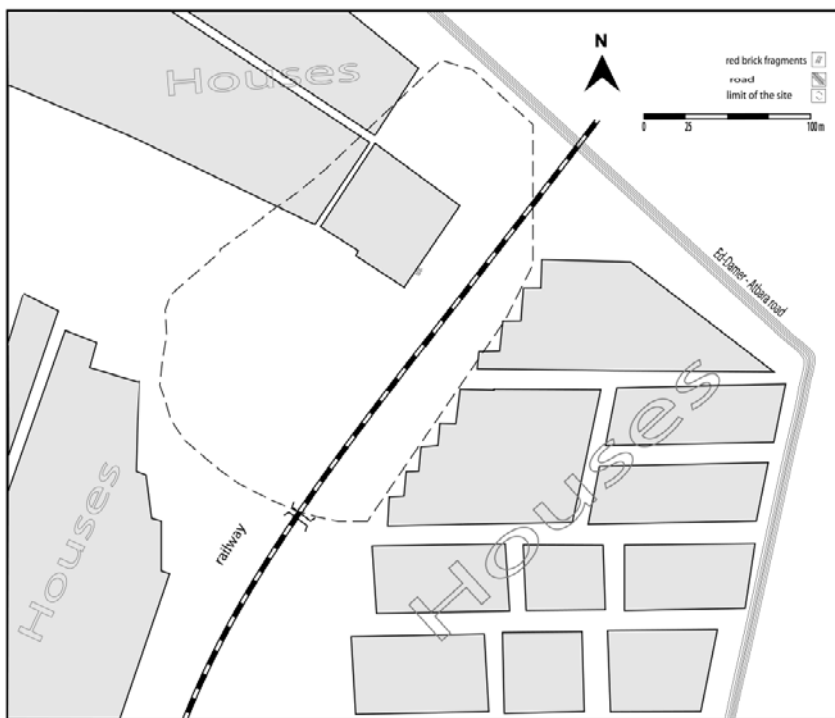 Houses
N
red brick fragments
road
limit of the site
0 25 100 m
Ed-Damer - Atbara road
Houses
Houses
railway